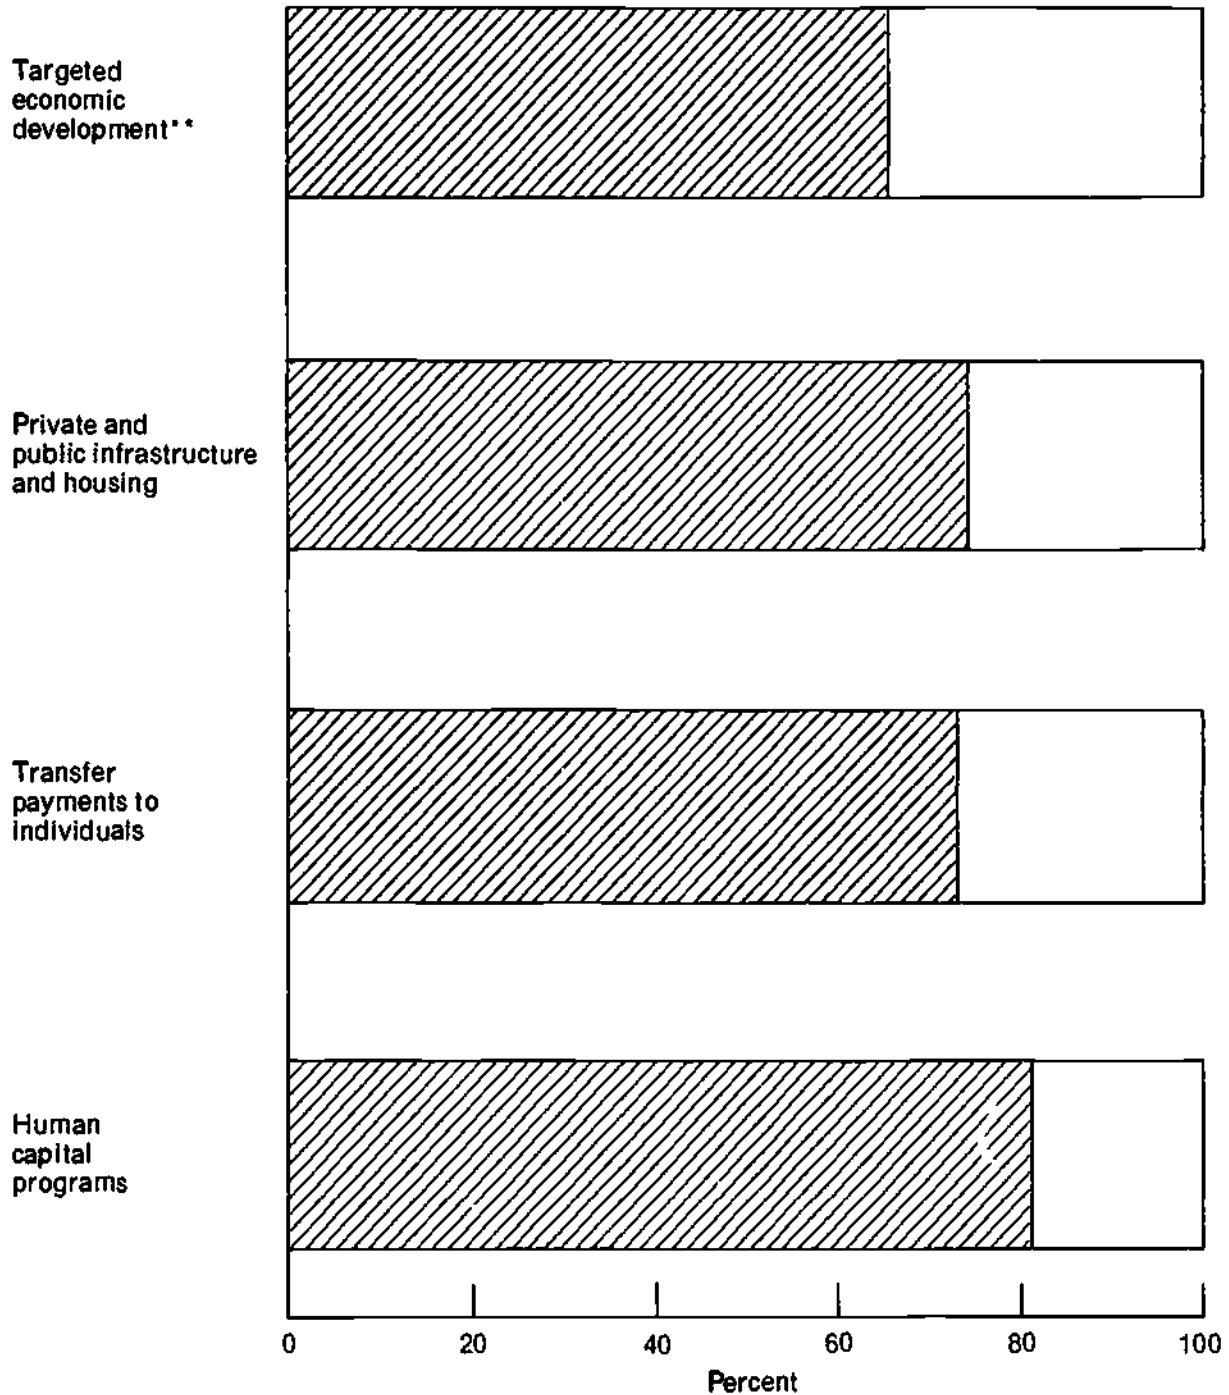 Targeted
economic
development**
Private and
public infrastructure
and housing
Transfer
payments to
individuals
Human
capital
programs
0 20 40 60 80 100
Percent